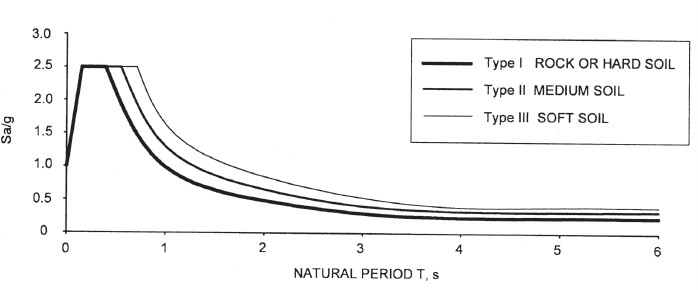 3.0
2.5
2.0
1.5
1.0
0.5
0
Sa/g
0 1 2 3 4 5 6
NATURAL PERIOD T, s
Type I ROCK OR HARD SOIL
Type II MEDIUM SOIL
Type III SOFT SOIL